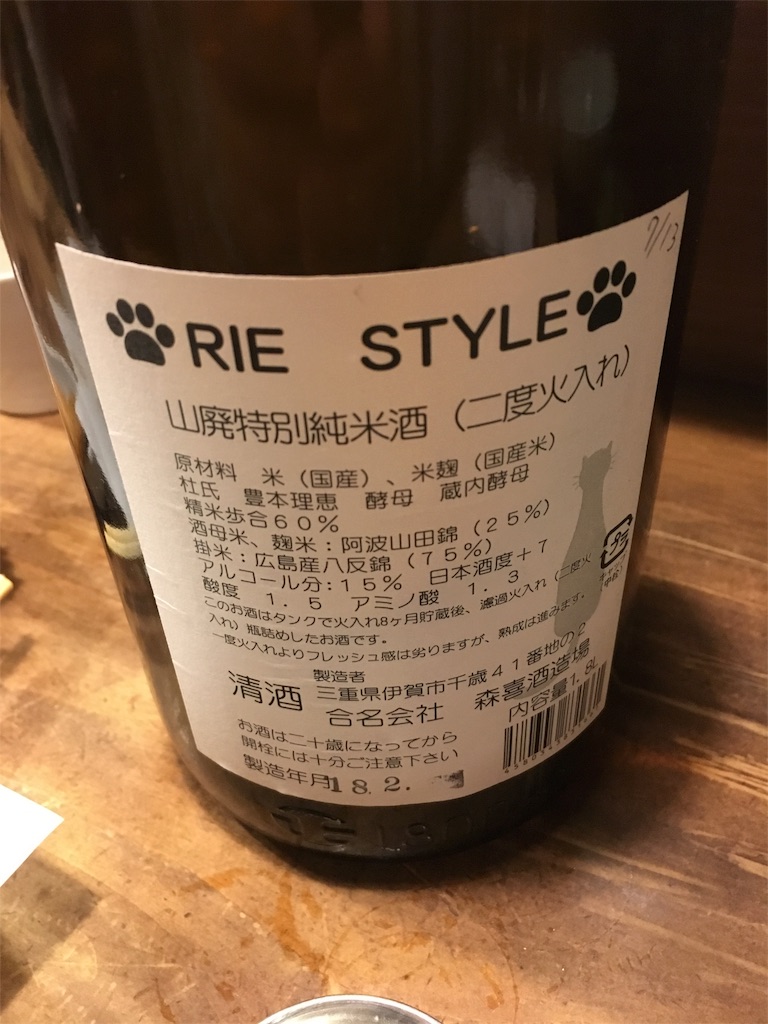 7/13
RIE STYLE
山廃特別純米酒（二度火入れ）
原材料　米（国産）、米麹（国産米）
杜氏　豊本理恵　酵母　蔵内酵母
精米歩合６０％
酒母米、麹米：阿波山田錦（２５％）
掛米：広島産八反錦（７５％）
アルコール分：１５％　日本酒度＋７
酸度　１．５　アミノ酸　１．３
このお酒はタンクで火入れ8ヶ月貯蔵後、濾過火入れ（二度火
入れ）瓶詰めしたお酒です。
一度火入れよりフレッシュ感は劣りますが、熟成は進みます。
製造者
清酒　三重県伊賀市千歳４１番地の２
合名会社　森喜酒造場
内容量1.8L
お酒は二十歳になってから
開栓には十分ご注意下さい
製造年月18.2.